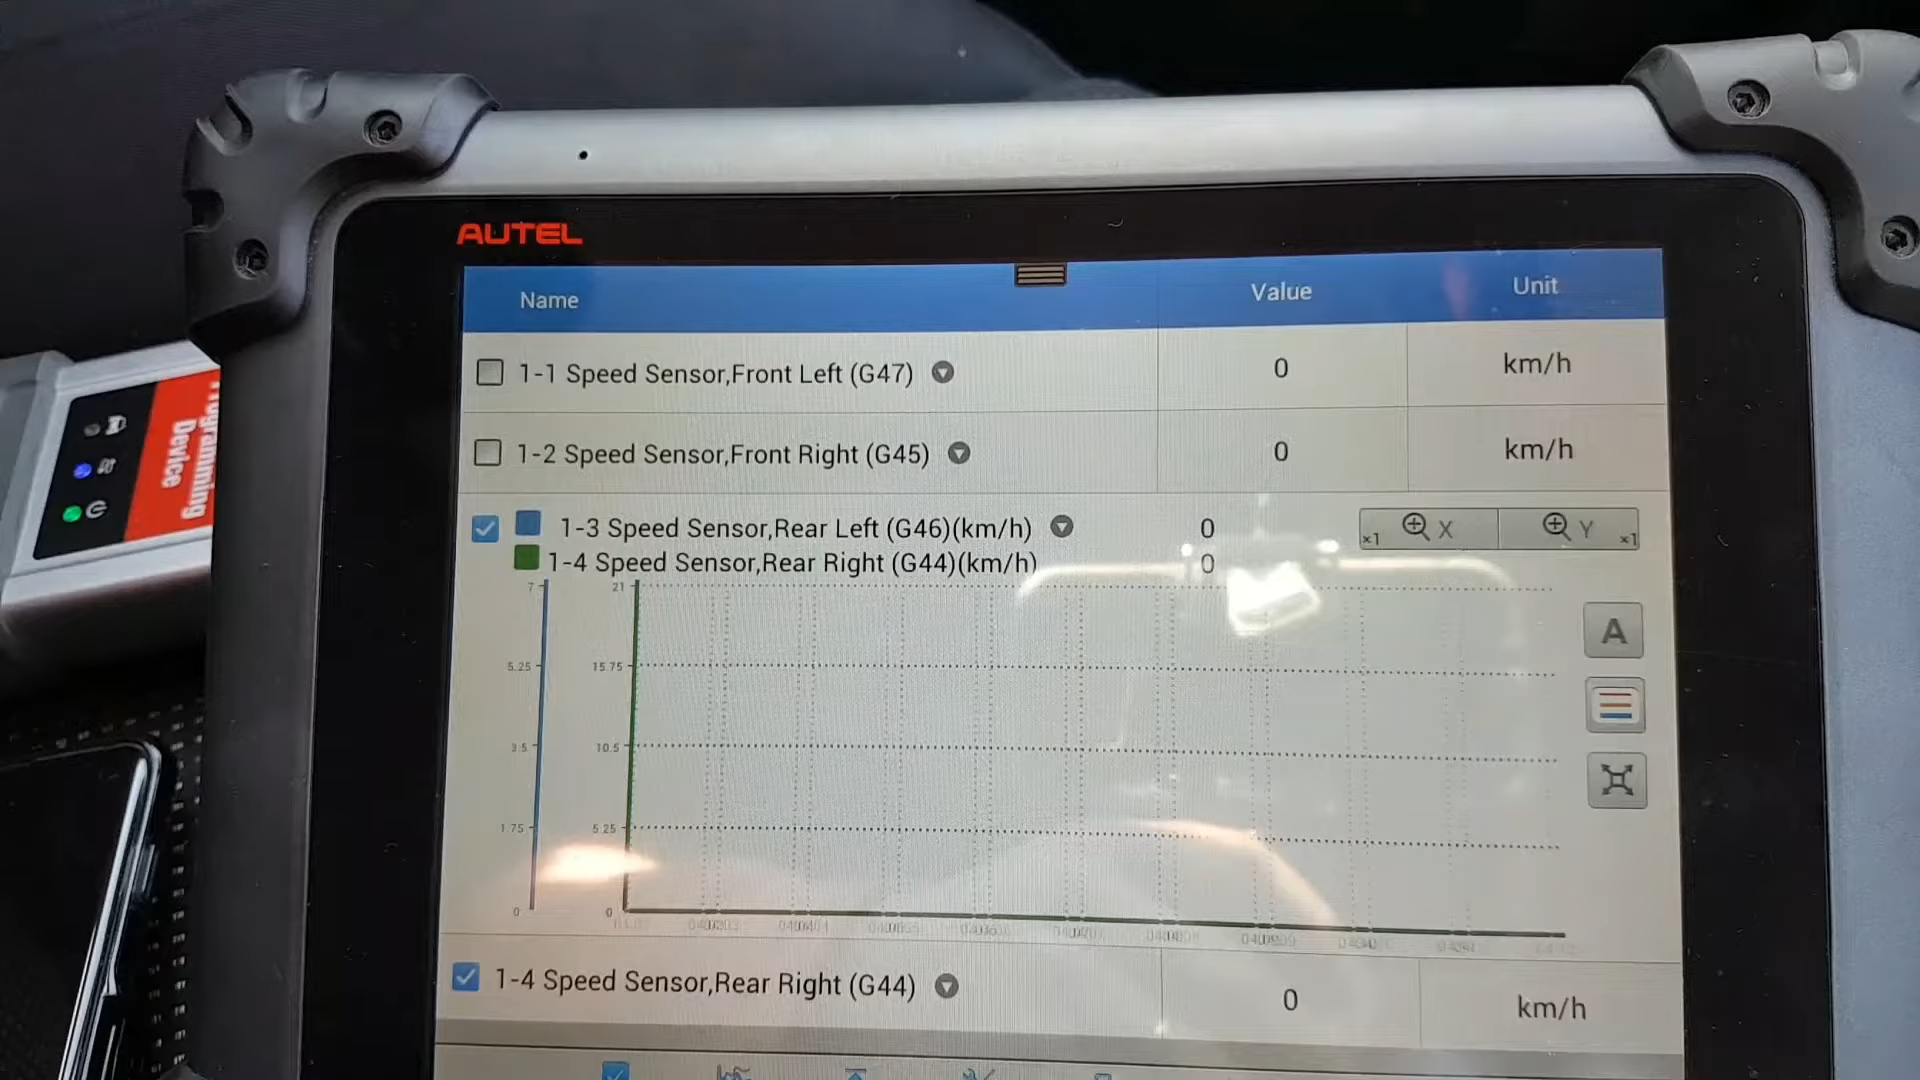 AUTEL
Name Value Unit
1-1 Speed Sensor,Front Left (G47) 0 km/h
1-2 Speed Sensor,Front Right (G45) 0 km/h
1-3 Speed Sensor,Rear Left (G46)(km/h) 0
x1 X Y x1
1-4 Speed Sensor,Rear Right (G44)(km/h) 0
7 21
A
5.25 15.75
3.5 10.5
1.75 5.25
0 0
1-4 Speed Sensor,Rear Right (G44) 0 km/h
Programming
Device